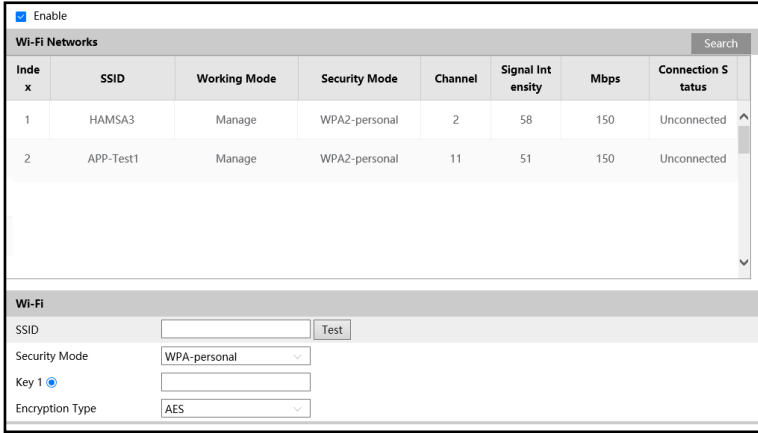 Enable
Wi-Fi Networks Search
Inde
x SSID Working Mode Security Mode Channel Signal Int
ensity Mbps Connection S
tatus
1 HAMSA3 Manage WPA2-personal 2 58 150 Unconnected
2 APP-Test1 Manage WPA2-personal 11 51 150 Unconnected
Wi-Fi
SSID Test
Security Mode WPA-personal
Key 1
Encryption Type AES